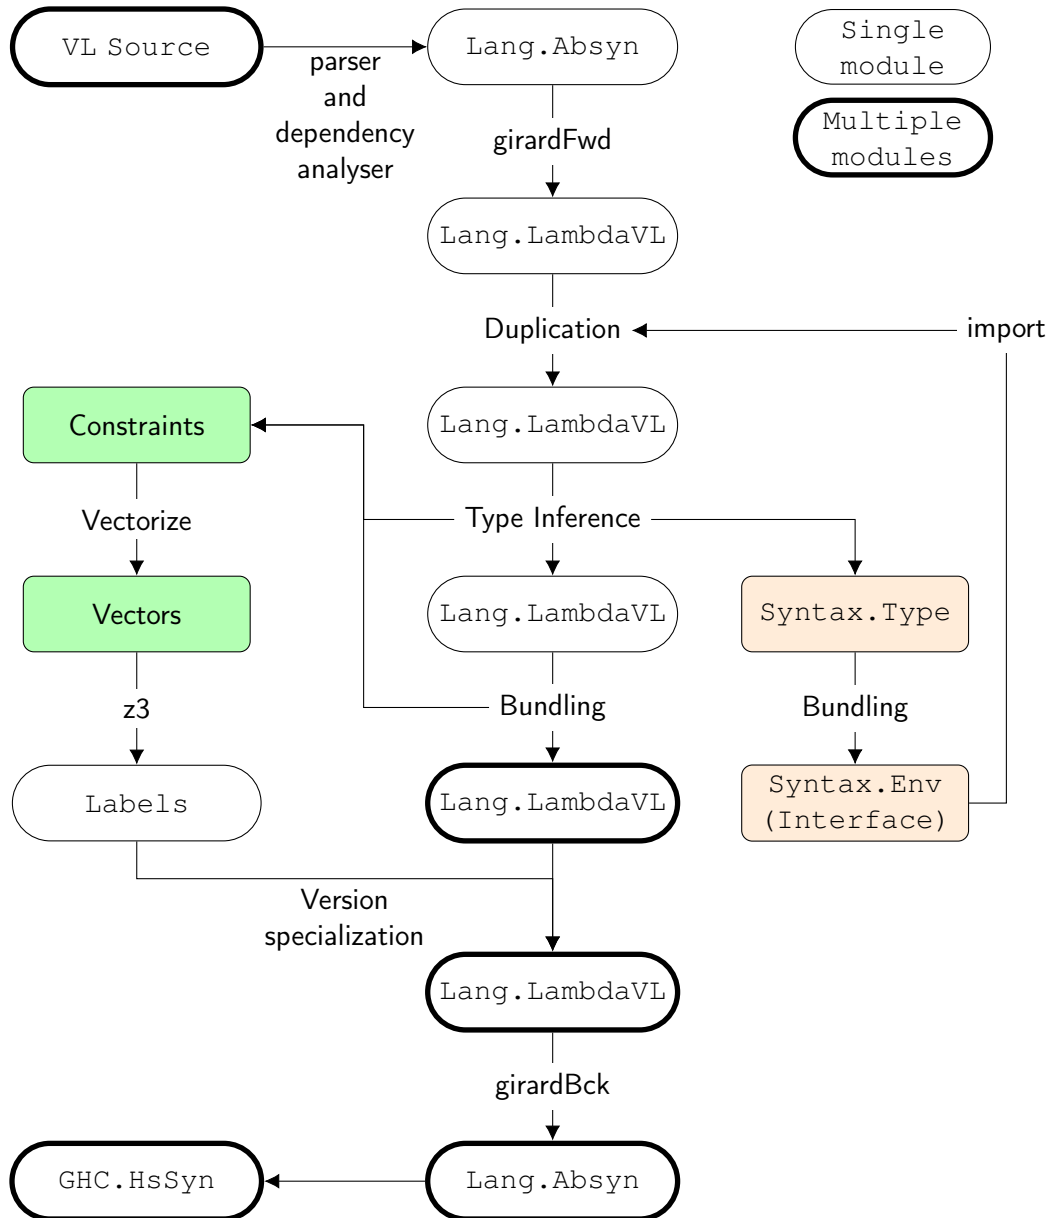 VL Source
Lang.Absyn
Single
module
parser
and
dependency
analyser
Multiple
modules
girardFwd
Lang.LambdaVL
Duplication
import
Constraints
Lang.LambdaVL
Vectorize
Type Inference
Vectors
Lang.LambdaVL
Syntax.Type
z3
Bundling
Bundling
Labels
Lang.LambdaVL
Syntax.Env
(Interface)
Version
specialization
Lang.LambdaVL
girardBck
GHC.HsSyn
Lang.Absyn